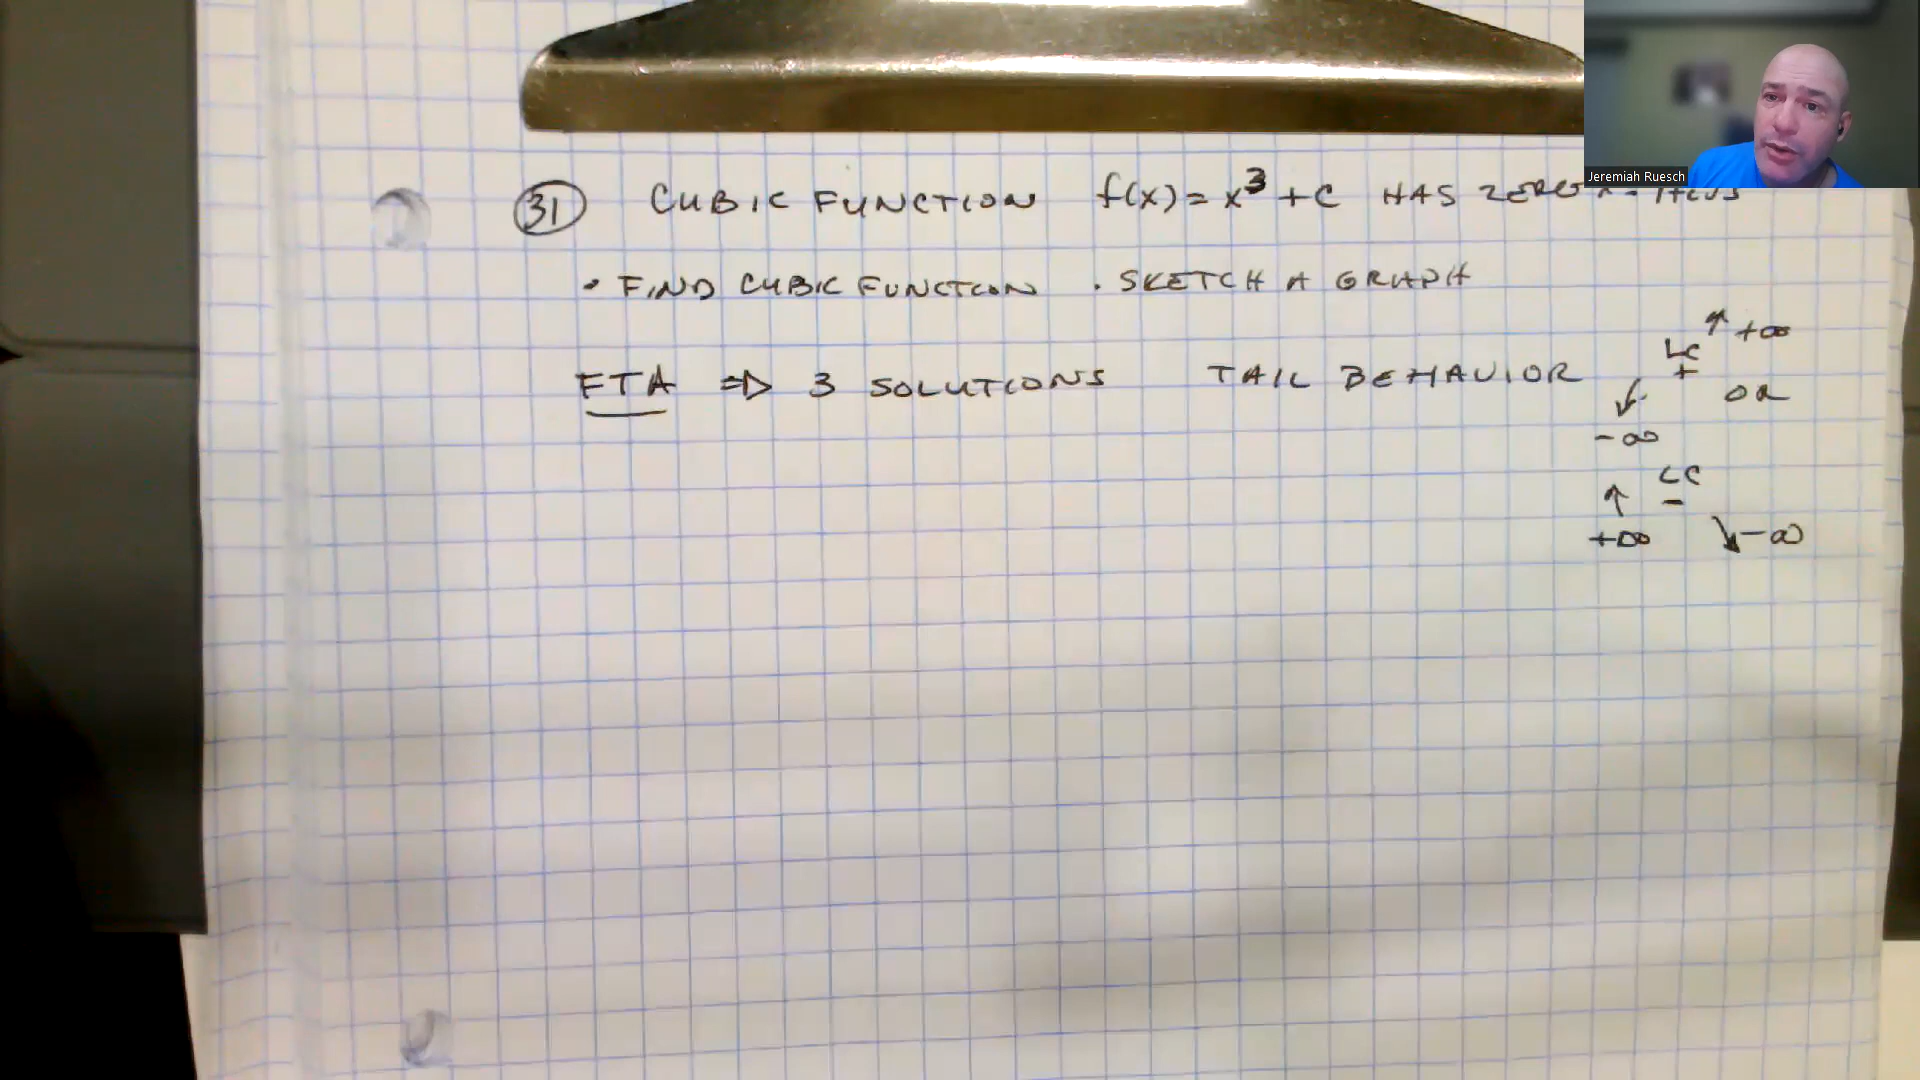 31 CUBIC FUNCTION f(x) = x³ + C HAS
• FIND CUBIC FUNCTION • SKETCH A GRAPH
FTA ⇒ 3 SOLUTIONS TAIL BEHAVIOR
↑ +∞
LC
+
↙ OR
-∞
LC
↑ -
+∞ ↘ -∞
Jeremiah Ruesch